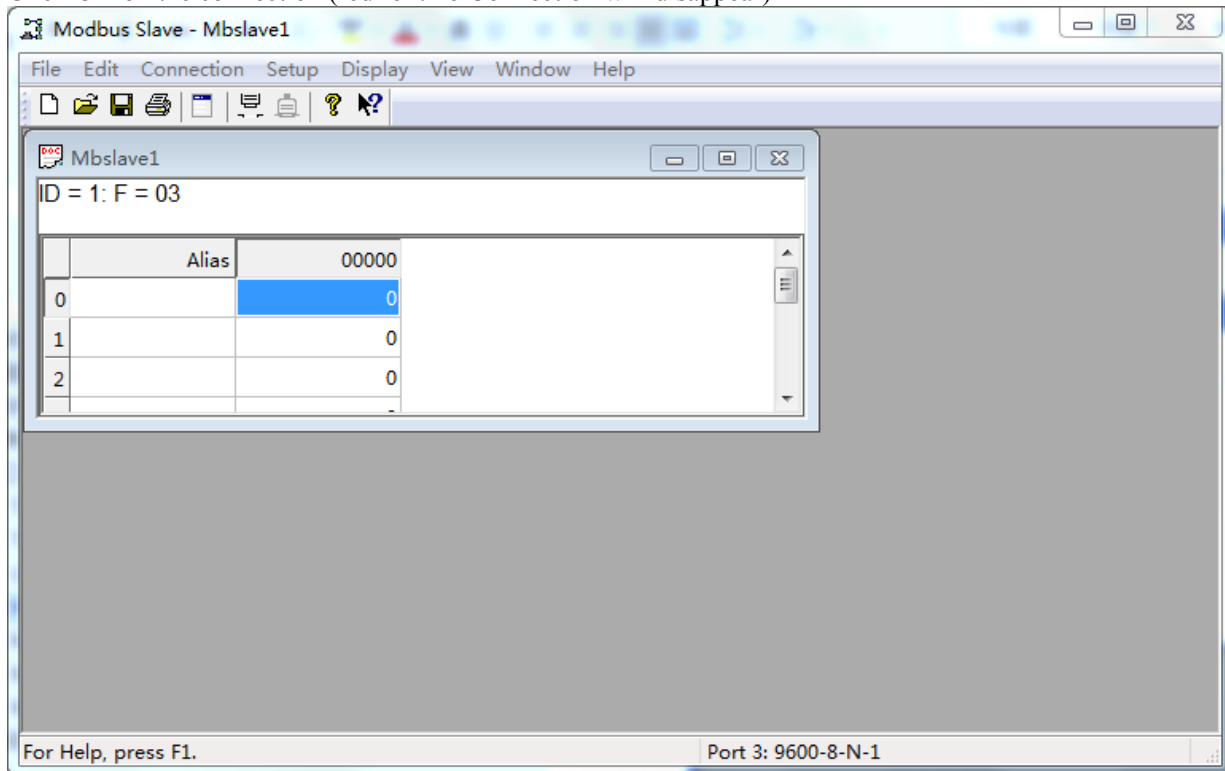 Modbus Slave - Mbslave1
File Edit Connection Setup Display View Window Help
Mbslave1
ID = 1: F = 03
Alias 00000
0 0
1 0
2 0
For Help, press F1. Port 3: 9600-8-N-1